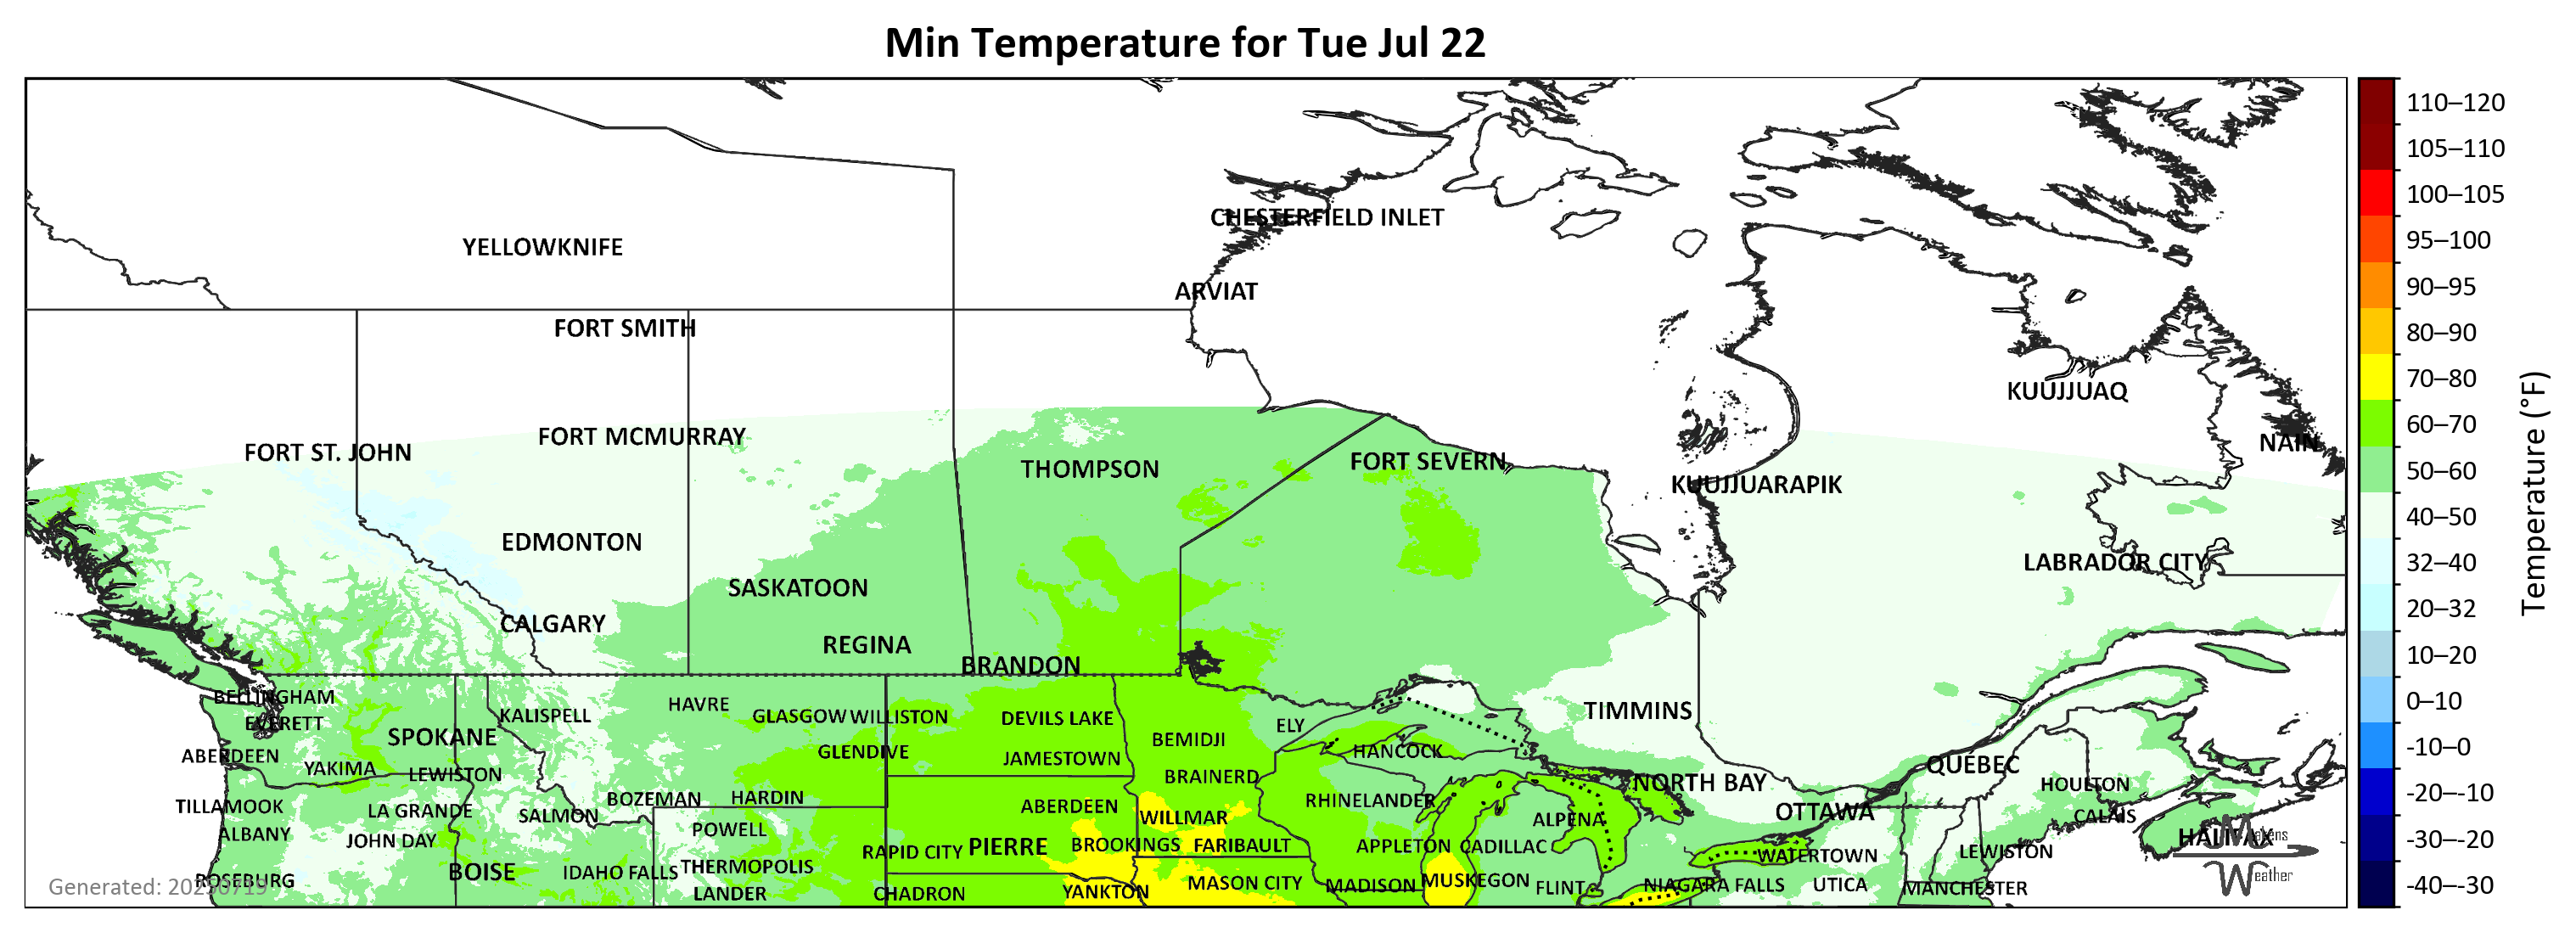 Min Temperature for Tue Jul 22
CHESTERFIELD INLET
YELLOWKNIFE
ARVIAT
FORT SMITH
KUUJJUAQ
FORT MCMURRAY
NAIN
FORT ST. JOHN
THOMPSON
FORT SEVERN
KUUJJUARAPIK
EDMONTON
LABRADOR CITY
SASKATOON
CALGARY
REGINA
BRANDON
BELLINGHAM
HAVRE
KALISPELL
GLASGOW
WILLISTON
DEVILS LAKE
TIMMINS
EVERETT
ELY
SPOKANE
BEMIDJI
ABERDEEN
GLENDIVE
JAMESTOWN
HANCOCK
QUÉBEC
YAKIMA
LEWISTON
BRAINERD
NORTH BAY
HOULTON
BOZEMAN
HARDIN
RHINELANDER
TILLAMOOK
LA GRANDE
SALMON
ABERDEEN
WILLMAR
ALPENA
OTTAWA
CALAIS
ALBANY
JOHN DAY
POWELL
RAPID CITY
PIERRE
BROOKINGS
FARIBAULT
APPLETON
CADILLAC
WATERTOWN
LEWISTON
HALIFAX
BOISE
IDAHO FALLS
THERMOPOLIS
ROSEBURG
LANDER
CHADRON
YANKTON
MASON CITY
MADISON
MUSKEGON
FLINT
NIAGARA FALLS
UTICA
MANCHESTER
Generated: 20250719
Makens
Weather
110–120
105–110
100–105
95–100
90–95
80–90
70–80
60–70
50–60
40–50
32–40
20–32
10–20
0–10
-10–0
-20–-10
-30–-20
-40–-30
Temperature (°F)